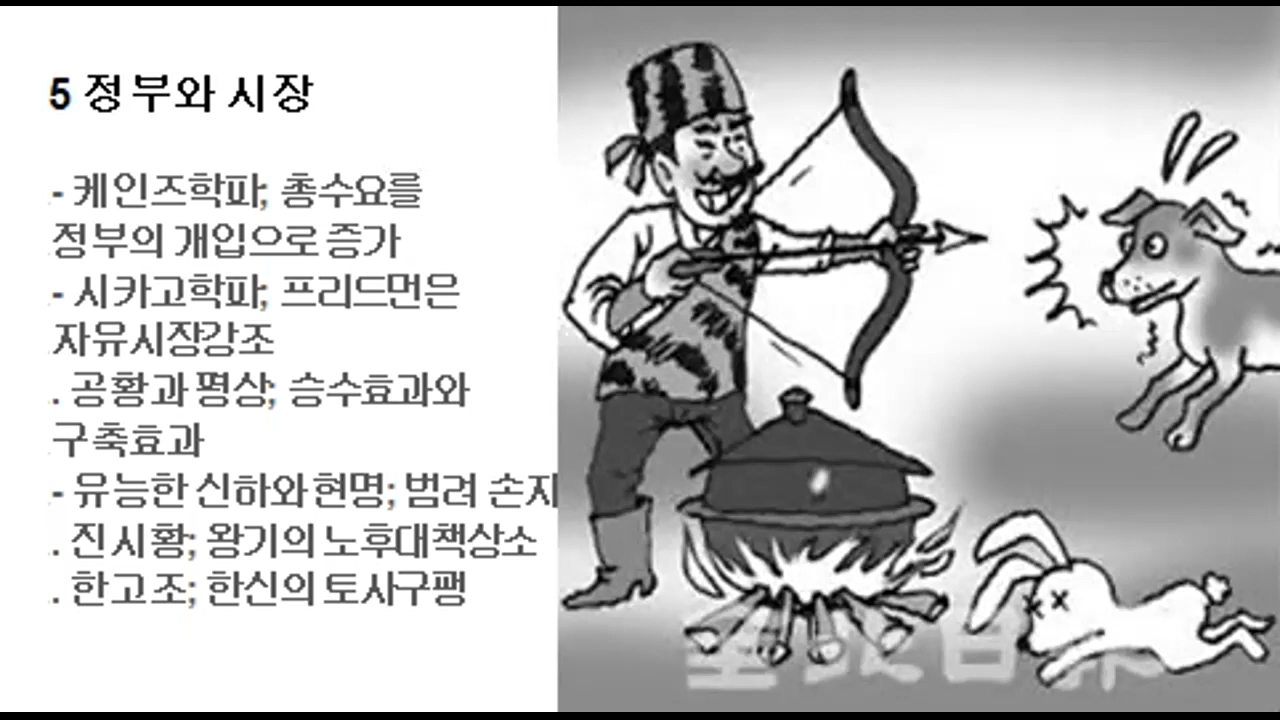 5 정부와 시장
- 케인즈학파; 총수요를
정부의 개입으로 증가
- 시카고학파; 프리드먼은
자유시장강조
. 공황과 평상; 승수효과와
구축효과
- 유능한 신하와 현명; 범려 손자
. 진시황; 왕기의 노후대책상소
. 한고조; 한신의 토사구팽